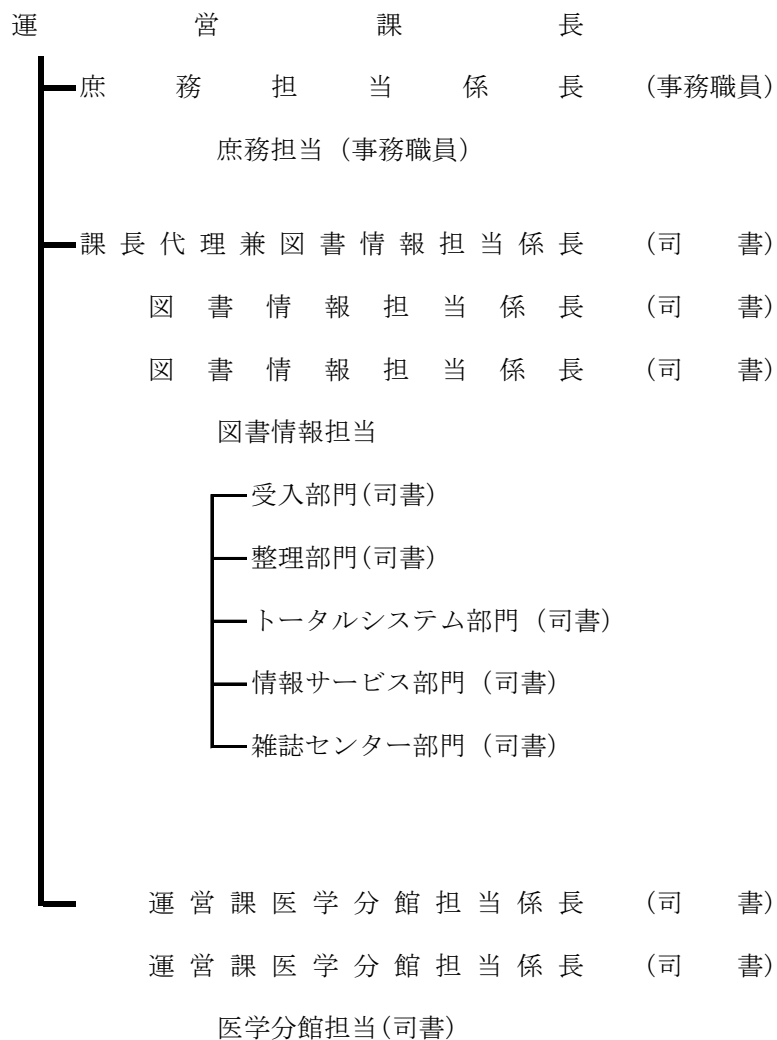 運営課長
庶務担当係長(事務職員)
庶務担当(事務職員)
課長代理兼図書情報担当係長(司書)
図書情報担当係長(司書)
図書情報担当係長(司書)
図書情報担当
受入部門(司書)
整理部門(司書)
トータルシステム部門(司書)
情報サービス部門(司書)
雑誌センター部門(司書)
運営課医学分館担当係長(司書)
運営課医学分館担当係長(司書)
医学分館担当(司書)